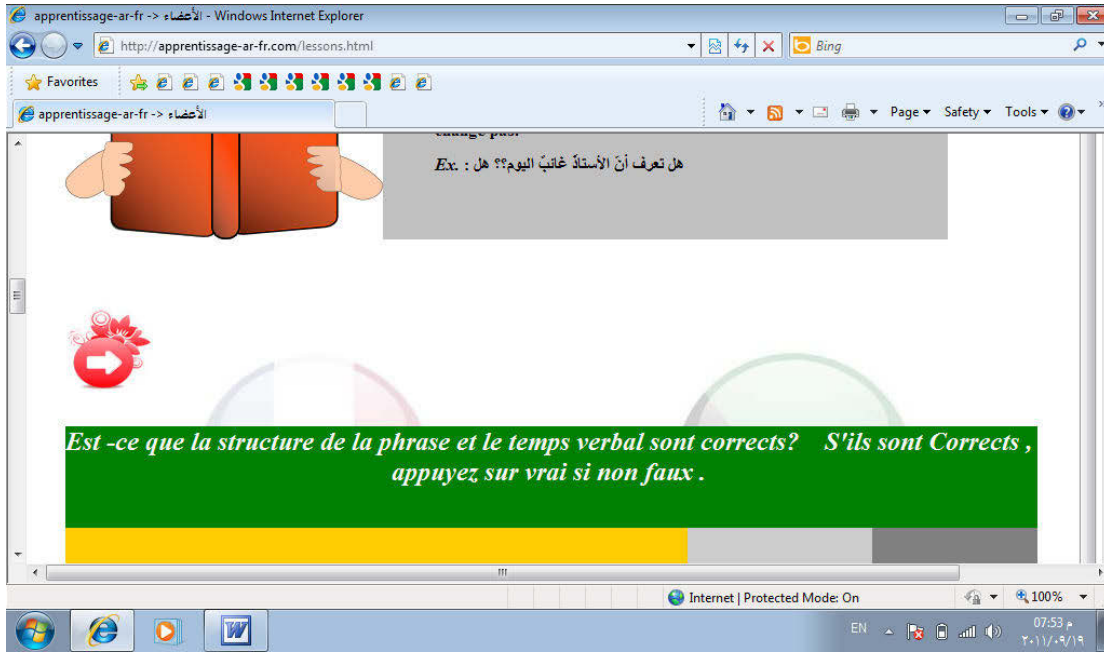 apprentissage-ar-fr -> الأعضاء - Windows Internet Explorer
http://apprentissage-ar-fr.com/lessons.html
Bing
Favorites
apprentissage-ar-fr -> الأعضاء
Page Safety Tools
change pas.
Ex. : هل تعرف أنّ الأستاذَ غائبٌ اليوم؟؟ هل
Est -ce que la structure de la phrase et le temps verbal sont corrects? S'ils sont Corrects ,
appuyez sur vrai si non faux .
Internet | Protected Mode: On
100%
EN
07:53 م
٢٠١١/٠٩/١٩